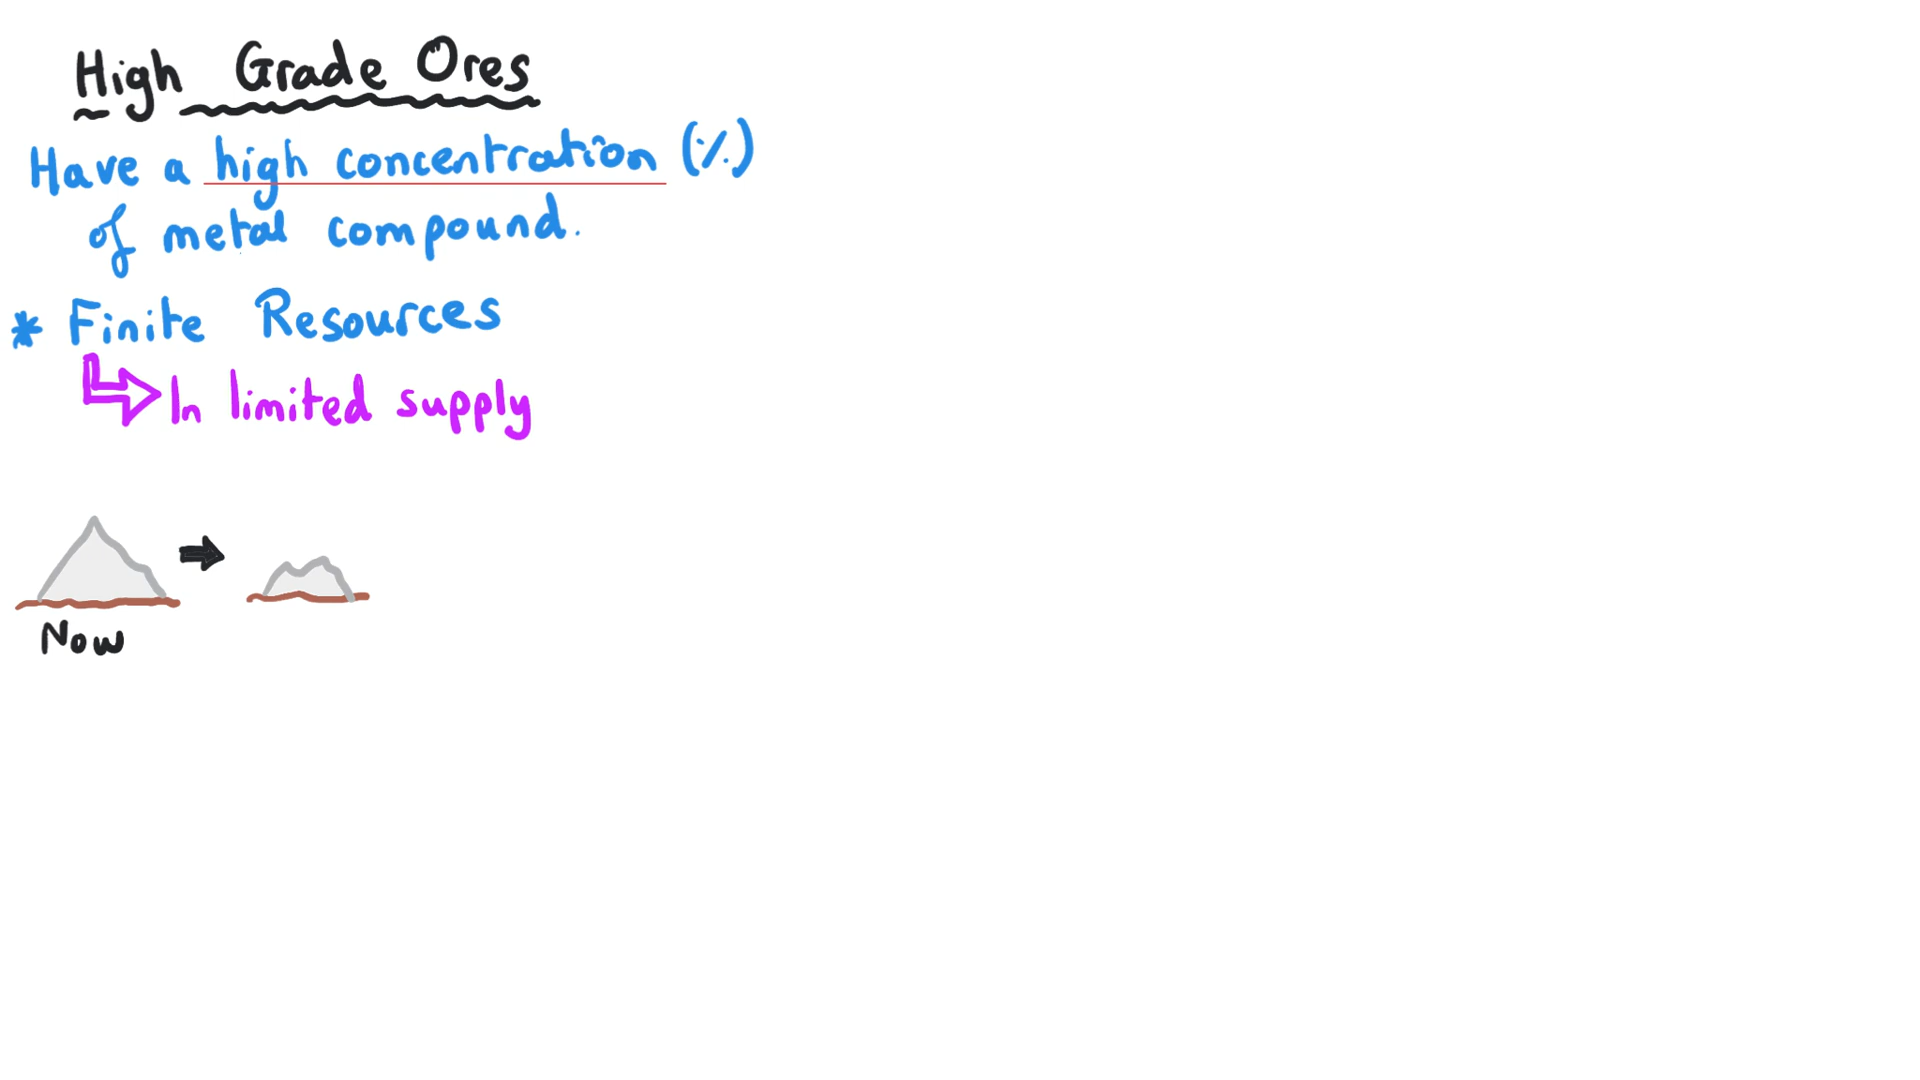 High Grade Ores
Have a high concentration (%)
of metal compound.
* Finite Resources
In limited supply
Now